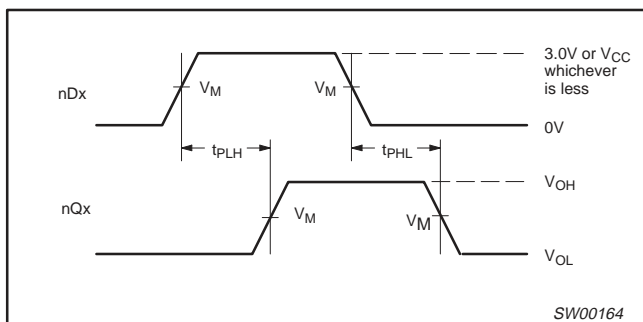 3.0V or VCC
whichever
is less
nDx
VM
VM
0V
tPLH
tPHL
VOH
nQx
VM
VM
VOL
SW00164